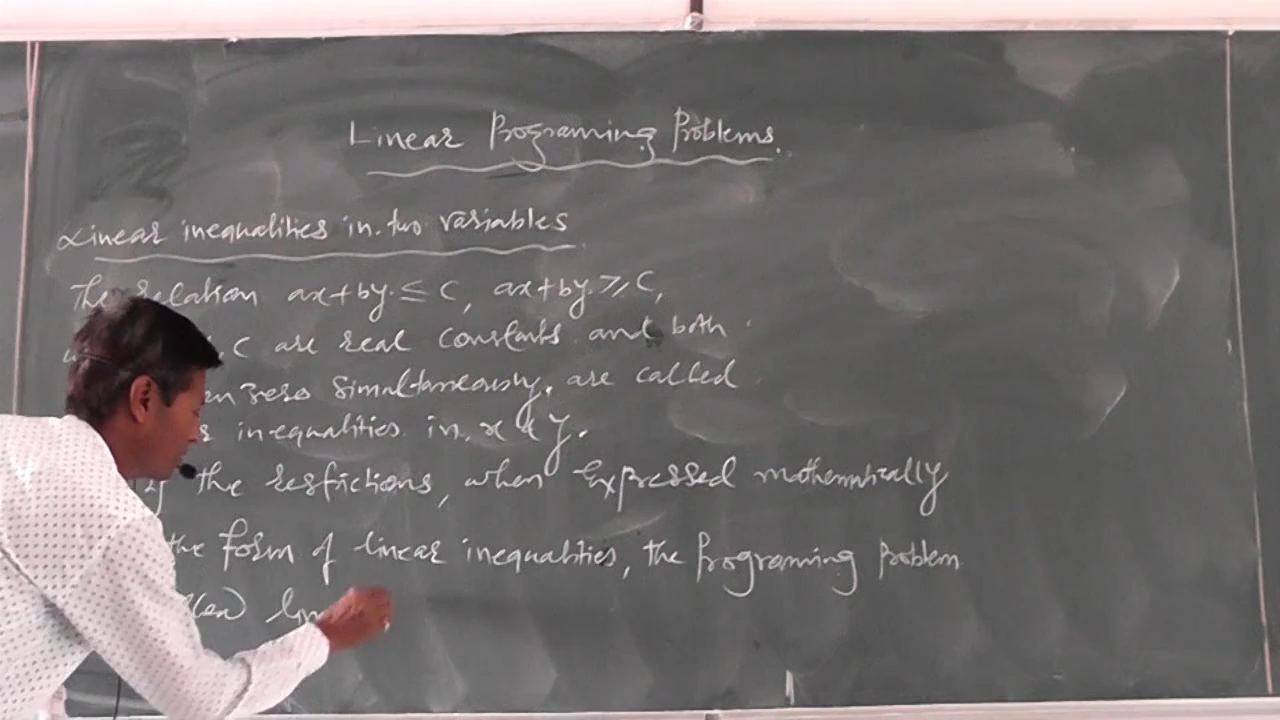 Linear Programing Problems.
Linear inequalities in two variables
The relation ax+by ≤ C, ax+by ≥ C,
C are real constants and both
zero simultaneously, are called
inequalities in x & y.
the restrictions, when Expressed mathematically
the form of linear inequalities, the Programing Problem